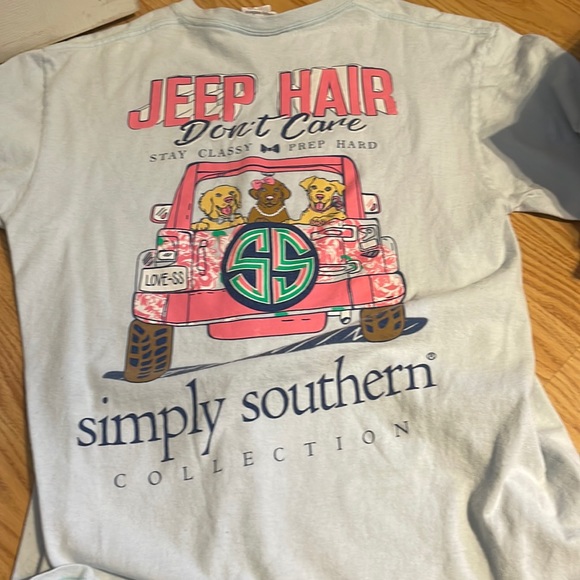 JEEP HAIR
Don't Care
STAY CLASSY PREP HARD
SS
LOVE-SS
simply southern®
COLLECTION